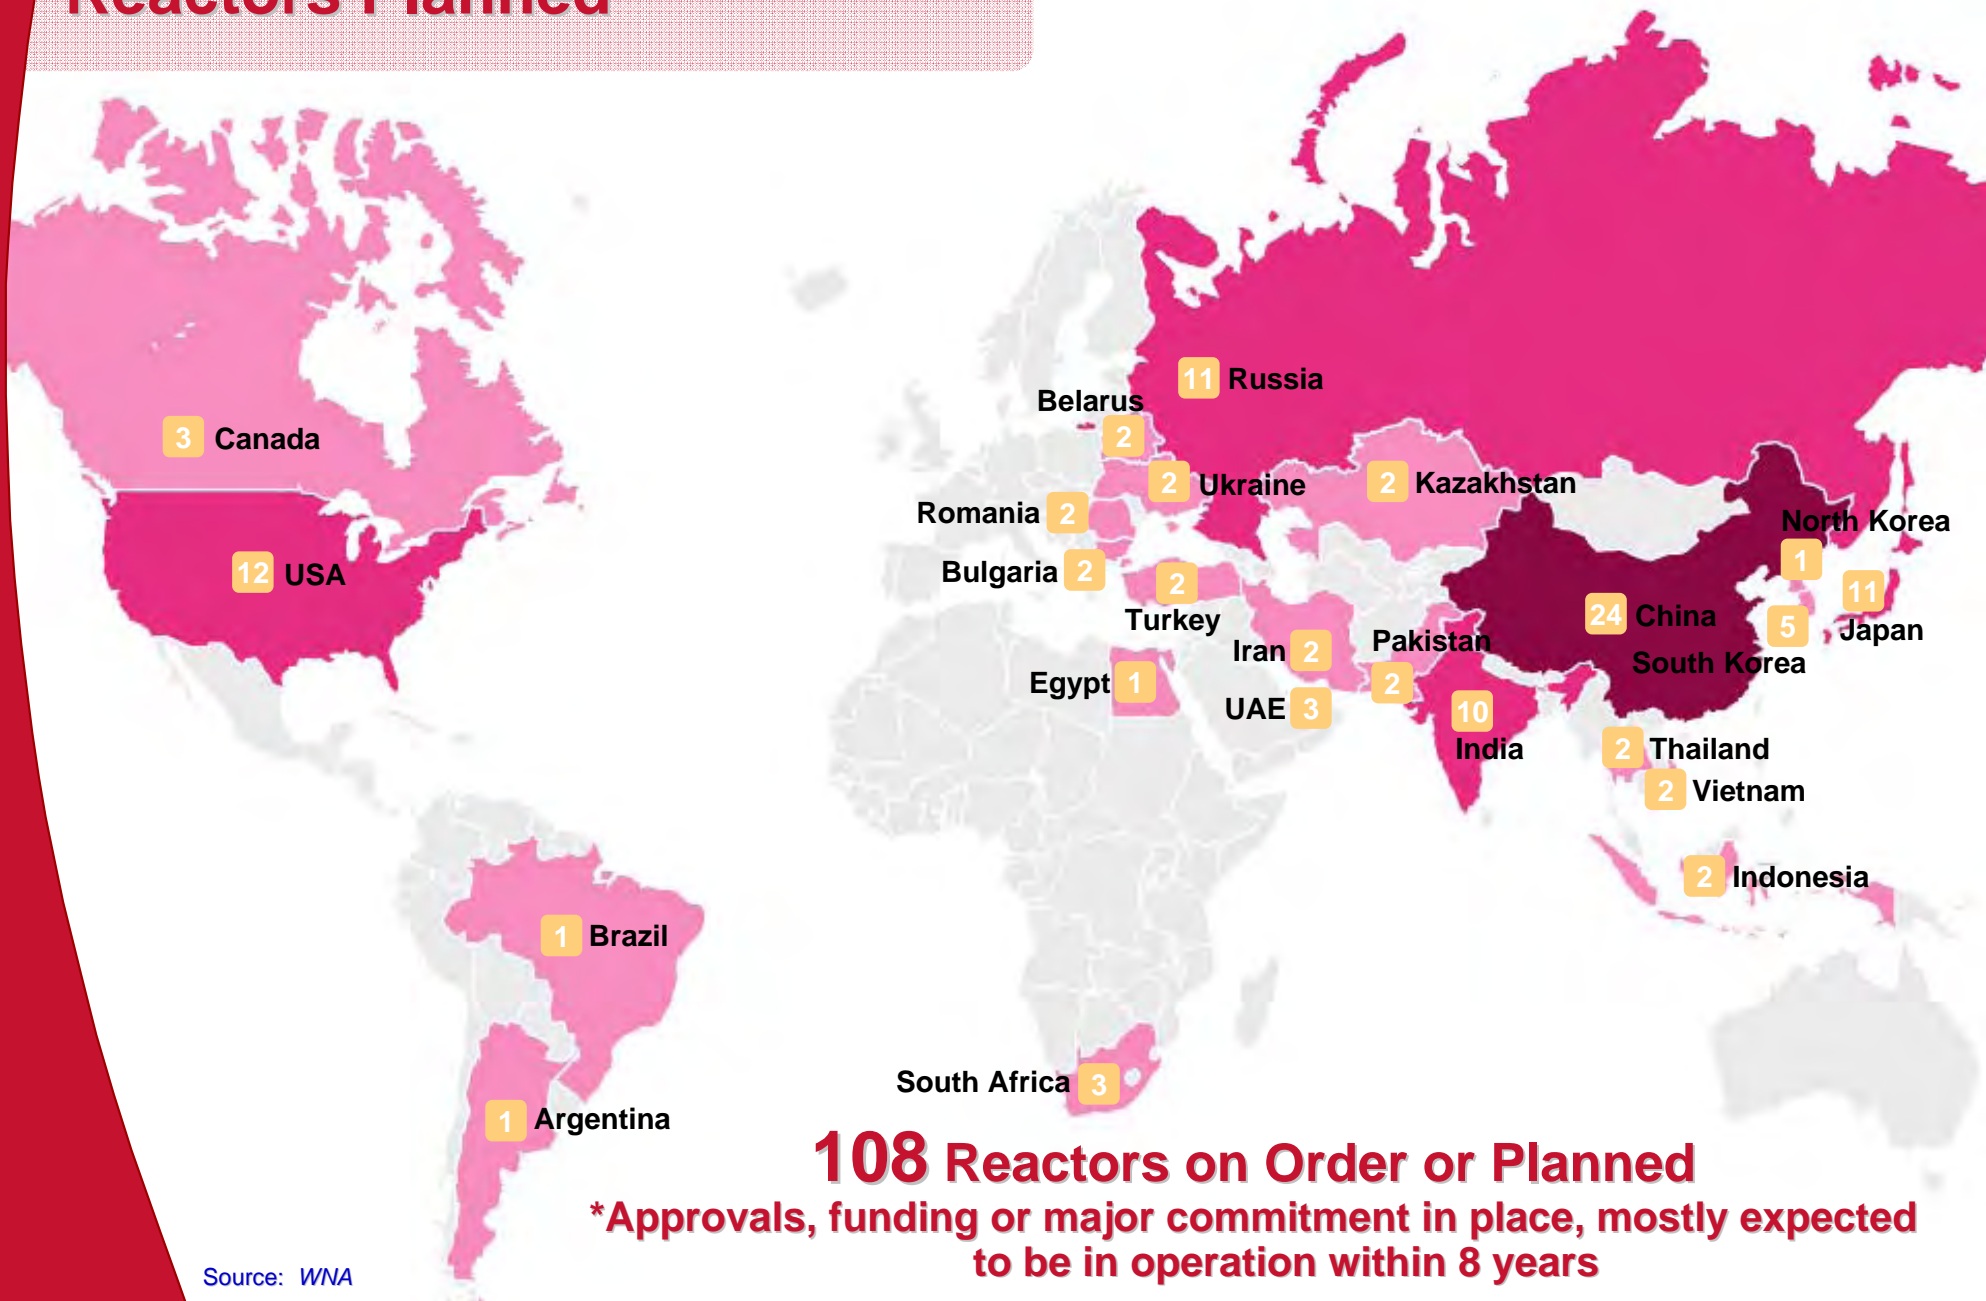 Reactors Planned
11 Russia
Belarus
2
3 Canada
2 Ukraine
2 Kazakhstan
Romania 2
North Korea
1
12 USA
Bulgaria 2
2
Turkey
11
Japan
24 China
5
South Korea
Iran 2
Pakistan
2
Egypt 1
UAE 3
10
India
2 Thailand
2 Vietnam
2 Indonesia
1 Brazil
South Africa 3
1 Argentina
108 Reactors on Order or Planned
*Approvals, funding or major commitment in place, mostly expected
to be in operation within 8 years
Source: WNA